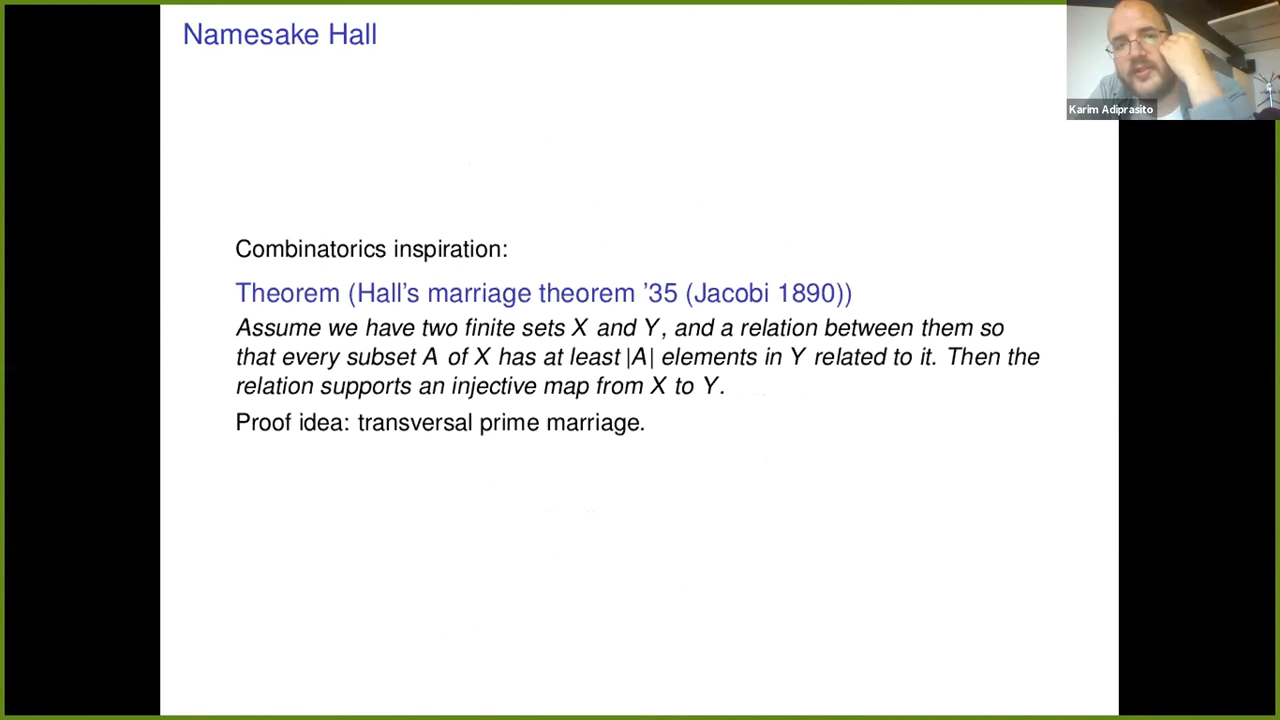 Namesake Hall
Karim Adiprasito
Combinatorics inspiration:
Theorem (Hall's marriage theorem '35 (Jacobi 1890))
Assume we have two finite sets X and Y, and a relation between them so
that every subset A of X has at least |A| elements in Y related to it. Then the
relation supports an injective map from X to Y.
Proof idea: transversal prime marriage.